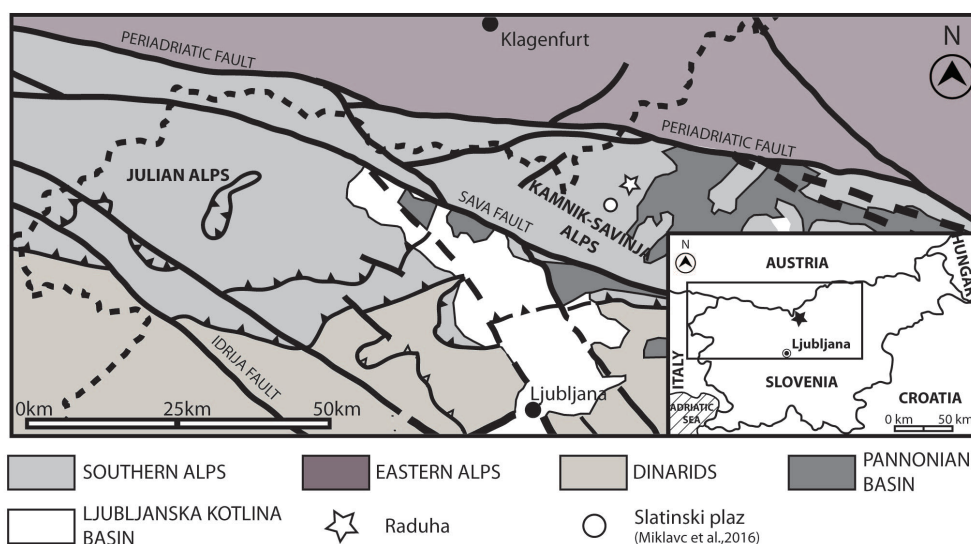 Klagenfurt
N
PERIADRIATIC FAULT
PERIADRIATIC FAULT
JULIAN ALPS
SAVA FAULT
KAMNIK-SAVINJA
ALPS
IDRIJA FAULT
Ljubljana
0km
25km
50km
N
AUSTRIA
HUNGAR
Ljubljana
ITALY
SLOVENIA
CROATIA
ADRIATIC
SEA
0 km
50 km
SOUTHERN ALPS
EASTERN ALPS
DINARIDS
PANNONIAN
BASIN
LJUBLJANSKA KOTLINA
BASIN
Raduha
Slatinski plaz
(Miklavc et al.,2016)